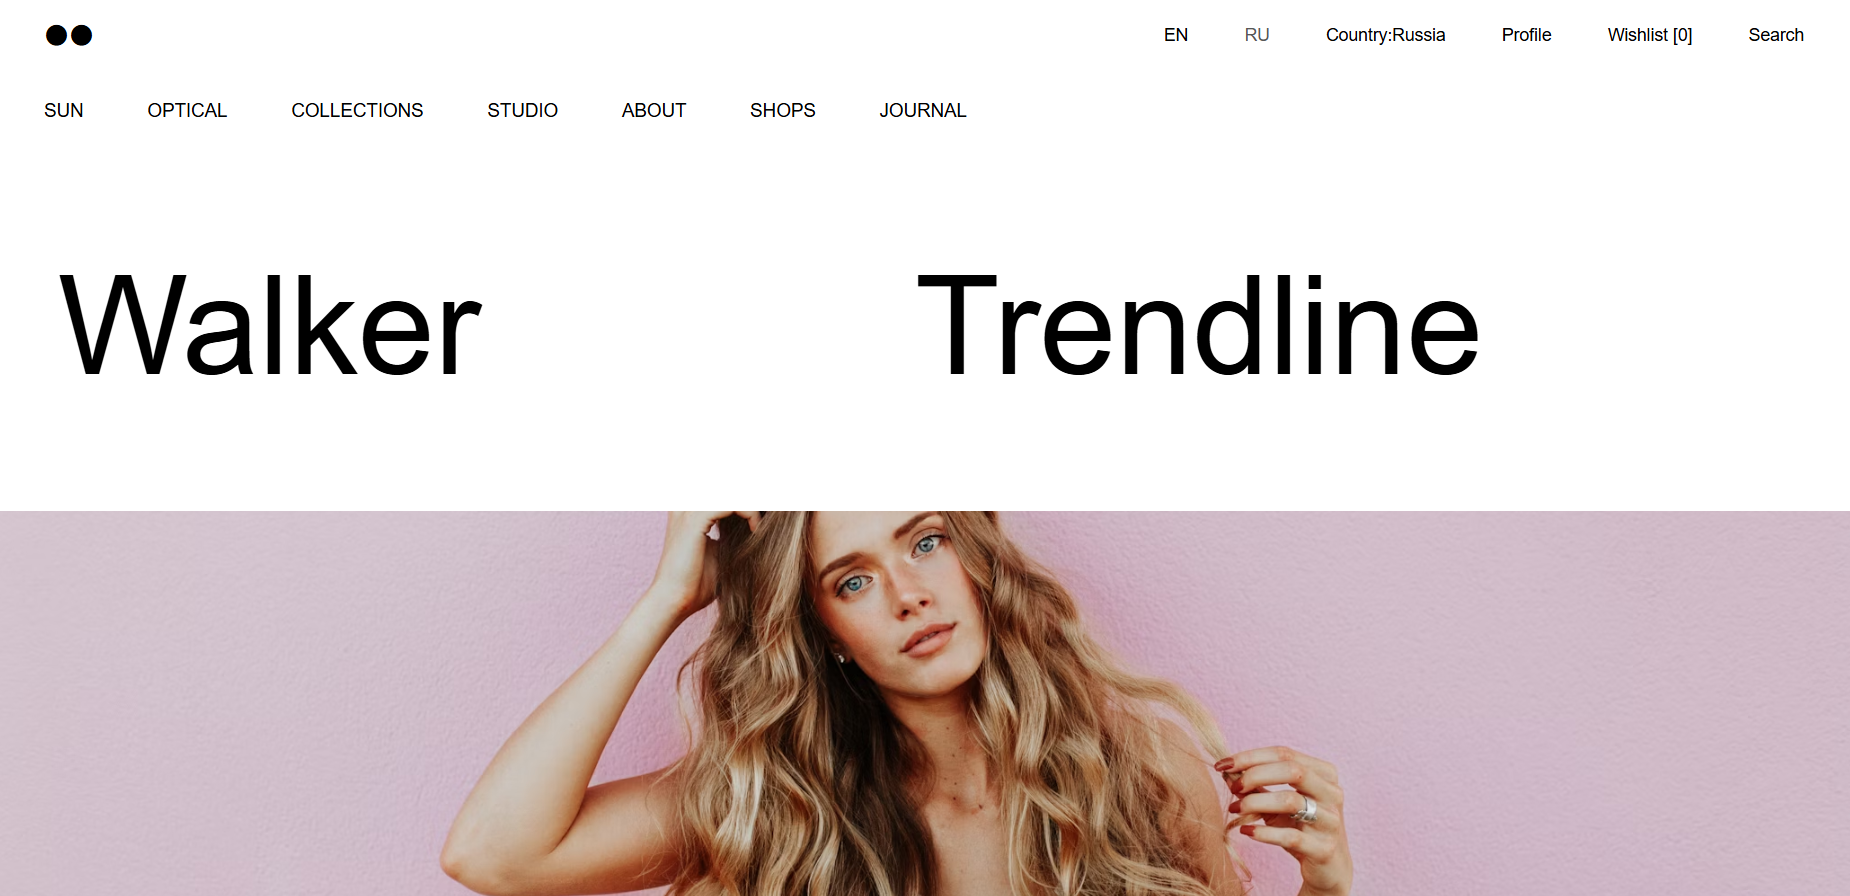 EN RU Country:Russia Profile Wishlist [0] Search
SUN OPTICAL COLLECTIONS STUDIO ABOUT SHOPS JOURNAL
Walker Trendline